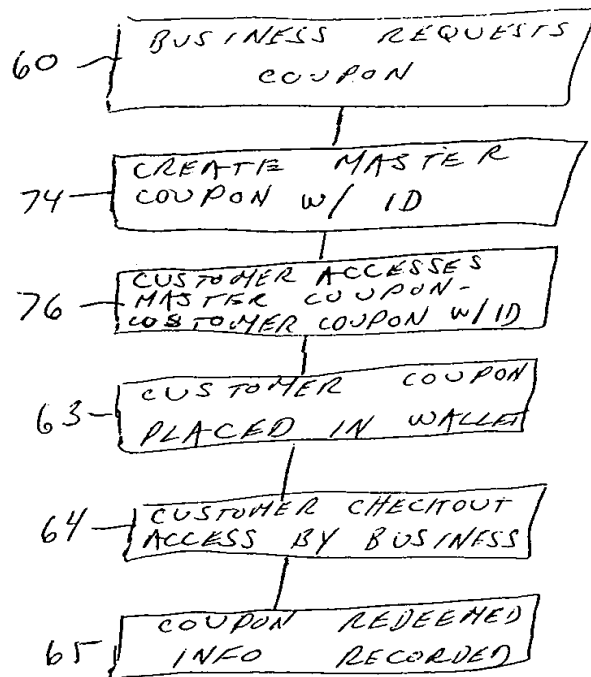 60
BUSINESS REQUESTS
COUPON
74
CREATE MASTER
COUPON W/ ID
76
CUSTOMER ACCESSES
MASTER COUPON-
CUSTOMER COUPON W/ID
63
CUSTOMER COUPON
PLACED IN WALLET
64
CUSTOMER CHECKOUT
ACCESS BY BUSINESS
65
COUPON REDEEMED
INFO RECORDED